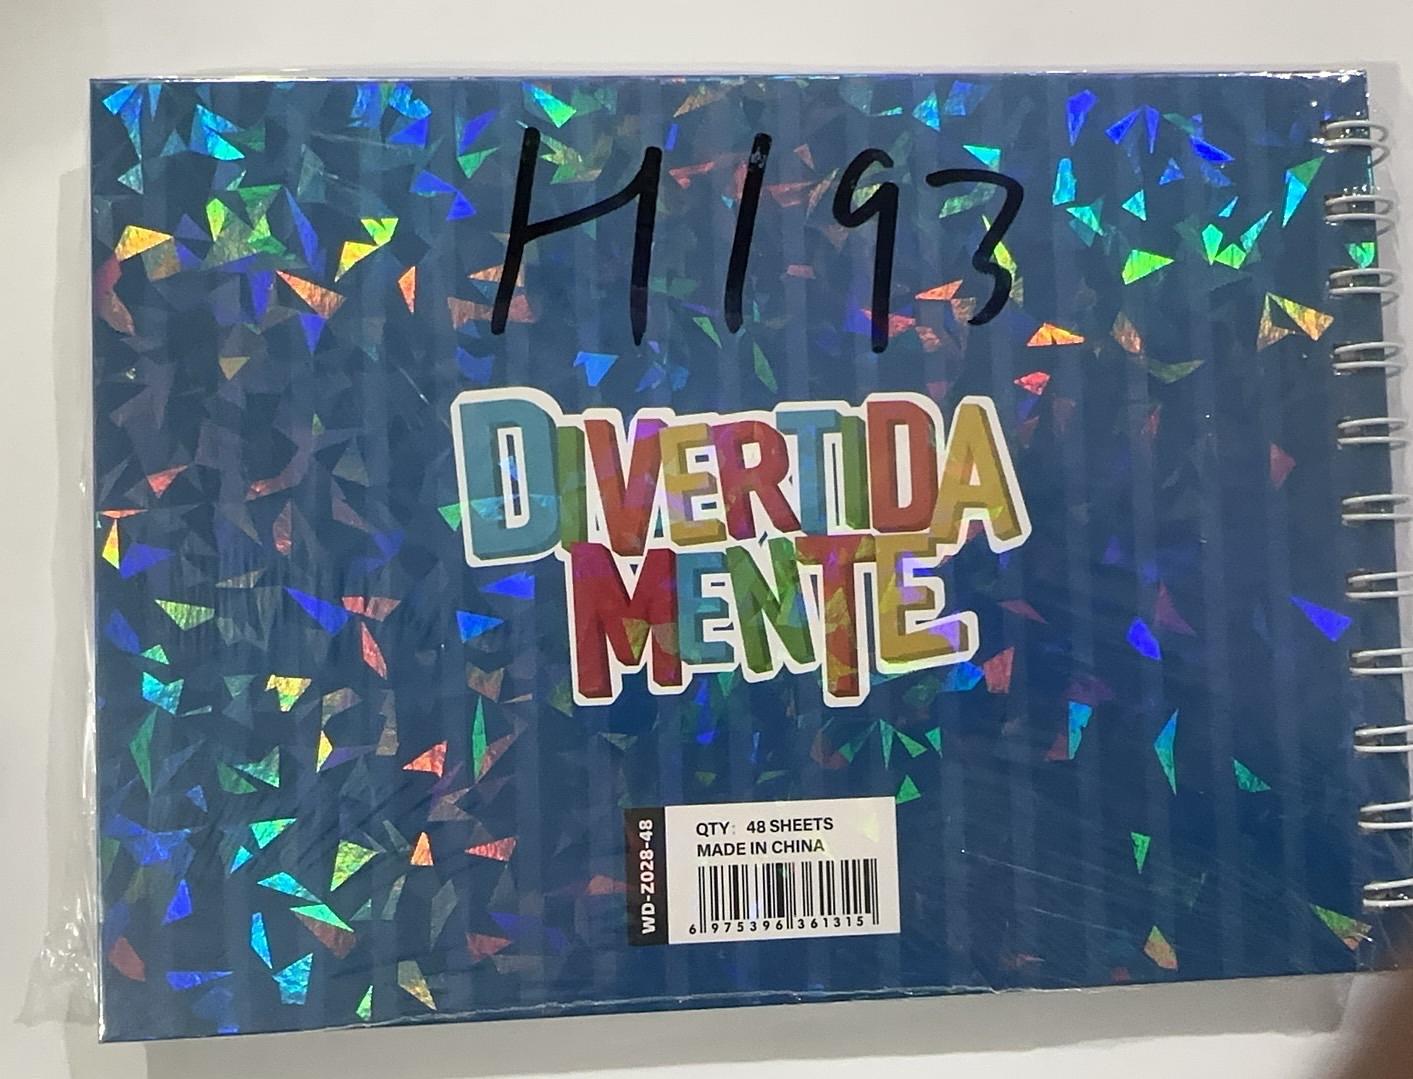 H193
DIVERTIDA
MENTE
WD-Z028-48
QTY: 48 SHEETS
MADE IN CHINA
6 975396 361315